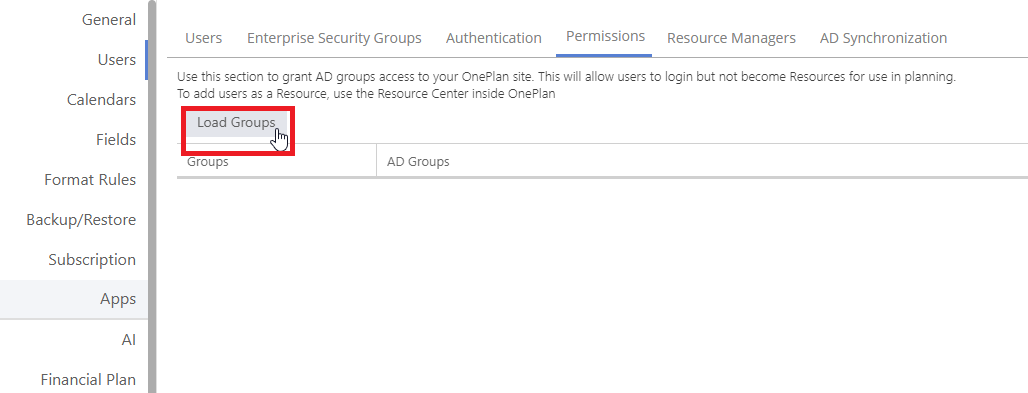 General
Users
Calendars
Fields
Format Rules
Backup/Restore
Subscription
Apps
AI
Financial Plan
Users Enterprise Security Groups Authentication Permissions Resource Managers AD Synchronization
Use this section to grant AD groups access to your OnePlan site. This will allow users to login but not become Resources for use in planning.
To add users as a Resource, use the Resource Center inside OnePlan
Load Groups
Groups AD Groups